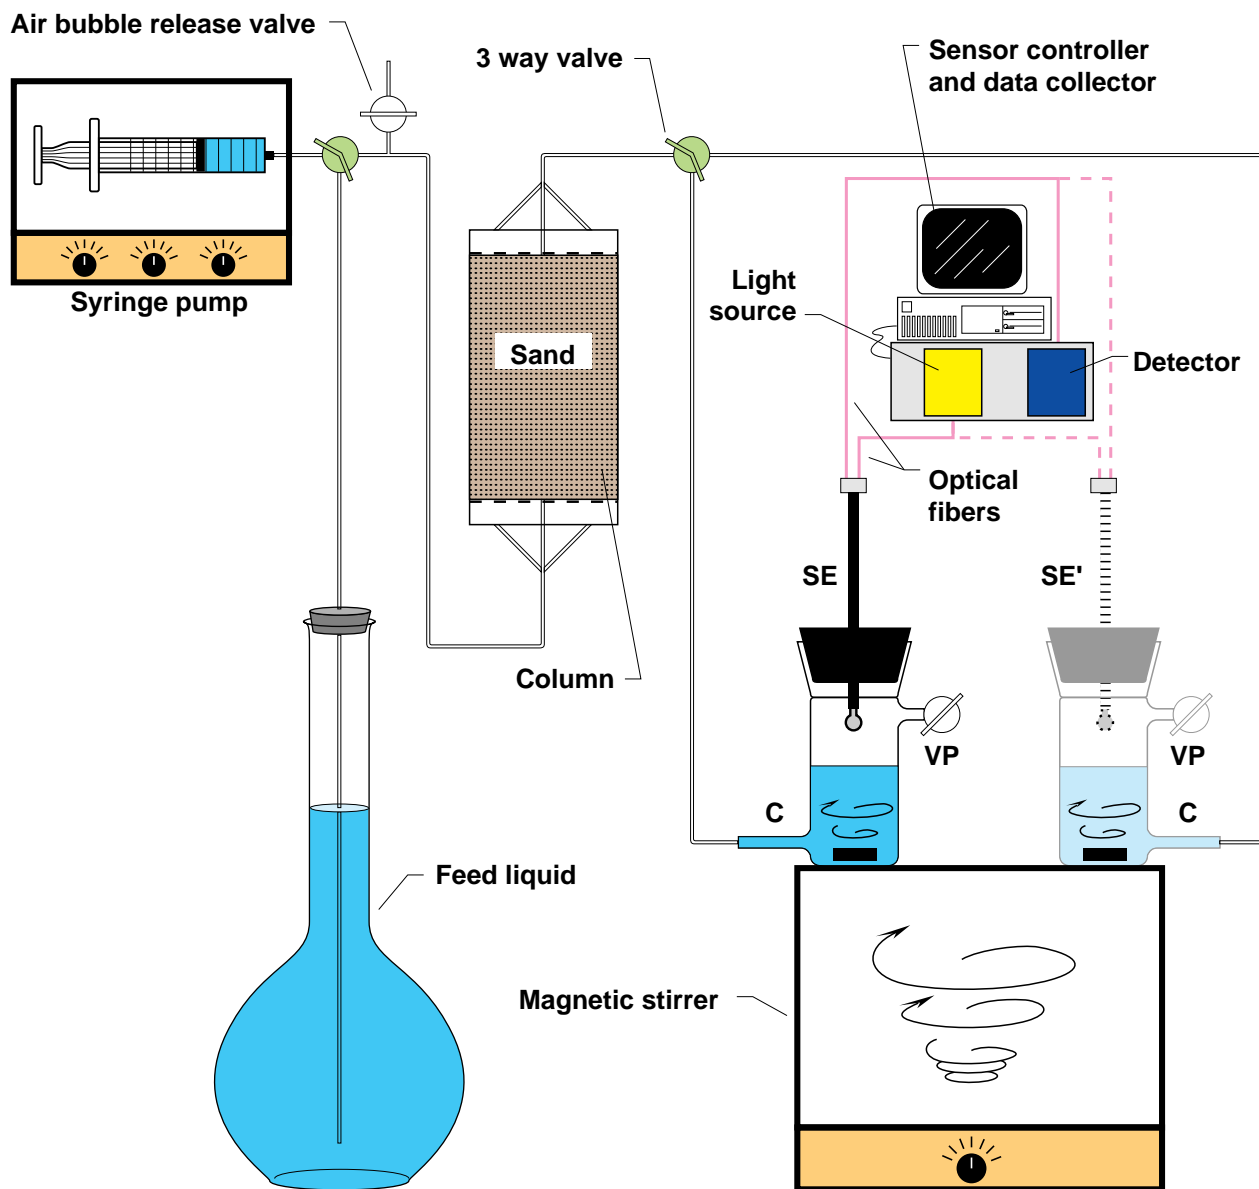 Air bubble release valve
3 way valve
Sensor controller
and data collector
Syringe pump
Light
source
Sand
Detector
Optical
fibers
SE
SE'
Column
VP
VP
C
C
Feed liquid
Magnetic stirrer